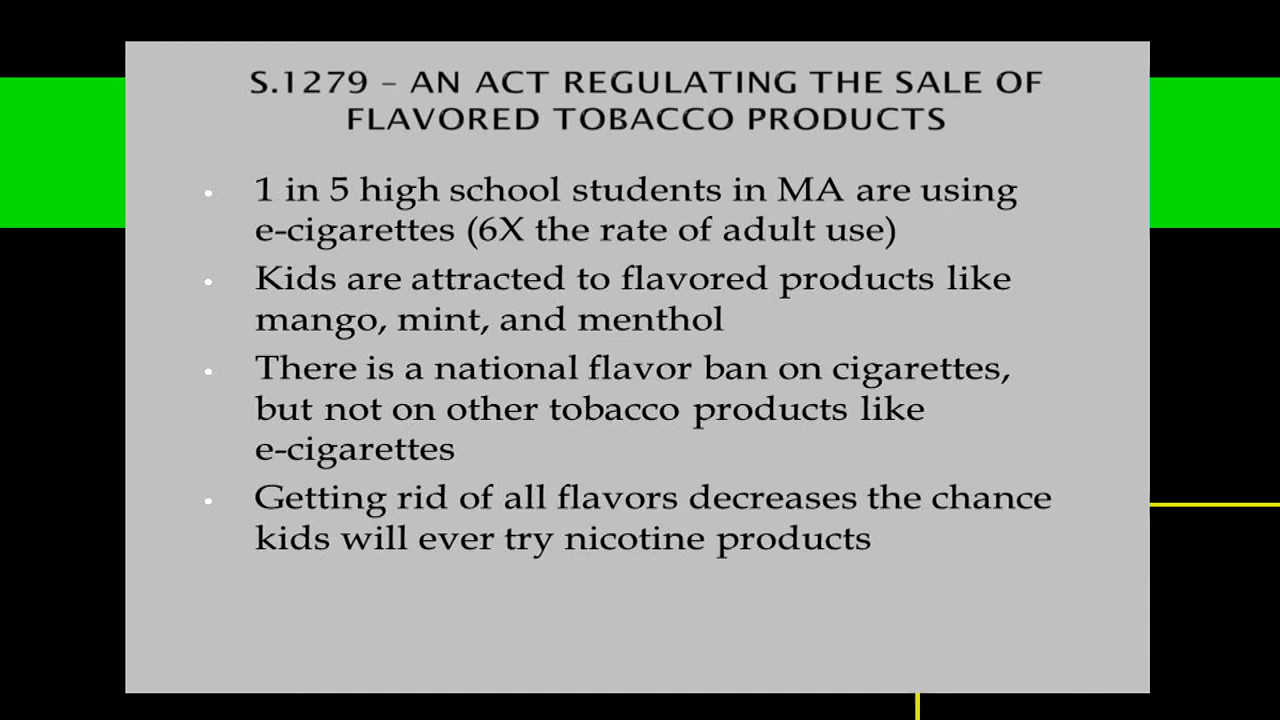 S.1279 – AN ACT REGULATING THE SALE OF
FLAVORED TOBACCO PRODUCTS
• 1 in 5 high school students in MA are using
e-cigarettes (6X the rate of adult use)
• Kids are attracted to flavored products like
mango, mint, and menthol
• There is a national flavor ban on cigarettes,
but not on other tobacco products like
e-cigarettes
• Getting rid of all flavors decreases the chance
kids will ever try nicotine products